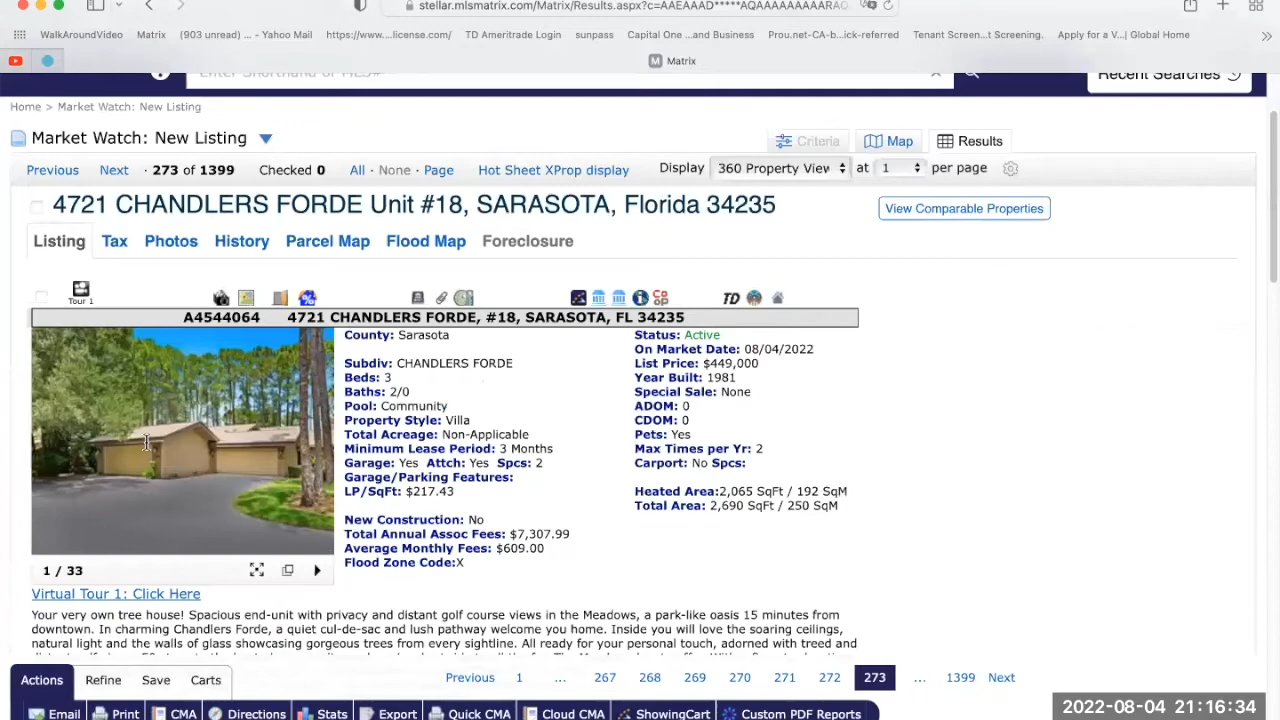 stellar.mlsmatrix.com/Matrix/Results.aspx?c=AAEAAAD*****AQAAAAAAAAARAQ
WalkAroundVideo Matrix (903 unread) ... - Yahoo Mail https://www....license.com/ TD Ameritrade Login sunpass Capital One ...and Business Prou.net-CA-b...ick-referred Tenant Screen...t Screening. Apply for a V...| Global Home
M Matrix
Recent Searches
Home > Market Watch: New Listing
Market Watch: New Listing
Criteria Map Results
Previous Next · 273 of 1399 Checked 0 All · None · Page Hot Sheet XProp display Display 360 Property View at 1 per page
4721 CHANDLERS FORDE Unit #18, SARASOTA, Florida 34235
View Comparable Properties
Listing Tax Photos History Parcel Map Flood Map Foreclosure
Tour 1
TD
A4544064 4721 CHANDLERS FORDE, #18, SARASOTA, FL 34235
County: Sarasota
Subdiv: CHANDLERS FORDE
Beds: 3
Baths: 2/0
Pool: Community
Property Style: Villa
Total Acreage: Non-Applicable
Minimum Lease Period: 3 Months
Garage: Yes Attch: Yes Spcs: 2
Garage/Parking Features:
LP/SqFt: $217.43
New Construction: No
Total Annual Assoc Fees: $7,307.99
Average Monthly Fees: $609.00
Flood Zone Code:X
Status: Active
On Market Date: 08/04/2022
List Price: $449,000
Year Built: 1981
Special Sale: None
ADOM: 0
CDOM: 0
Pets: Yes
Max Times per Yr: 2
Carport: No Spcs:
Heated Area:2,065 SqFt / 192 SqM
Total Area: 2,690 SqFt / 250 SqM
1 / 33
Virtual Tour 1: Click Here
Your very own tree house! Spacious end-unit with privacy and distant golf course views in the Meadows, a park-like oasis 15 minutes from
downtown. In charming Chandlers Forde, a quiet cul-de-sac and lush pathway welcome you home. Inside you will love the soaring ceilings,
natural light and the walls of glass showcasing gorgeous trees from every sightline. All ready for your personal touch, adorned with treed and
Actions Refine Save Carts
Previous 1 ... 267 268 269 270 271 272 273 ... 1399 Next
Email Print CMA Directions Stats Export Quick CMA Cloud CMA ShowingCart Custom PDF Reports
2022-08-04 21:16:34